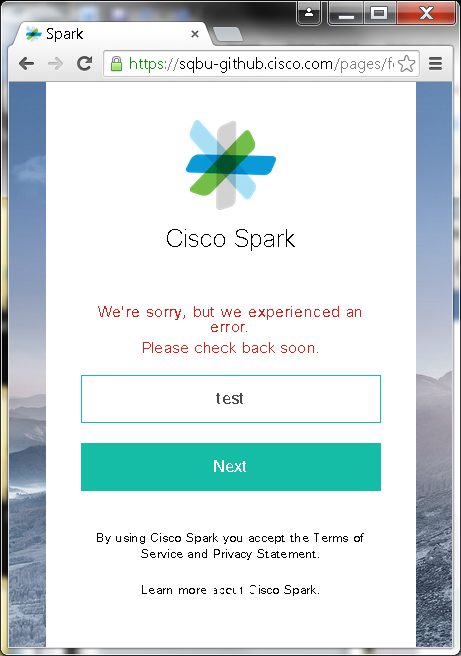 Spark
https://sqbu-github.cisco.com/pages/f
Cisco Spark
We're sorry, but we experienced an
error.
Please check back soon.
test
Next
By using Cisco Spark you accept the Terms of
Service and Privacy Statement.
Learn more about Cisco Spark.